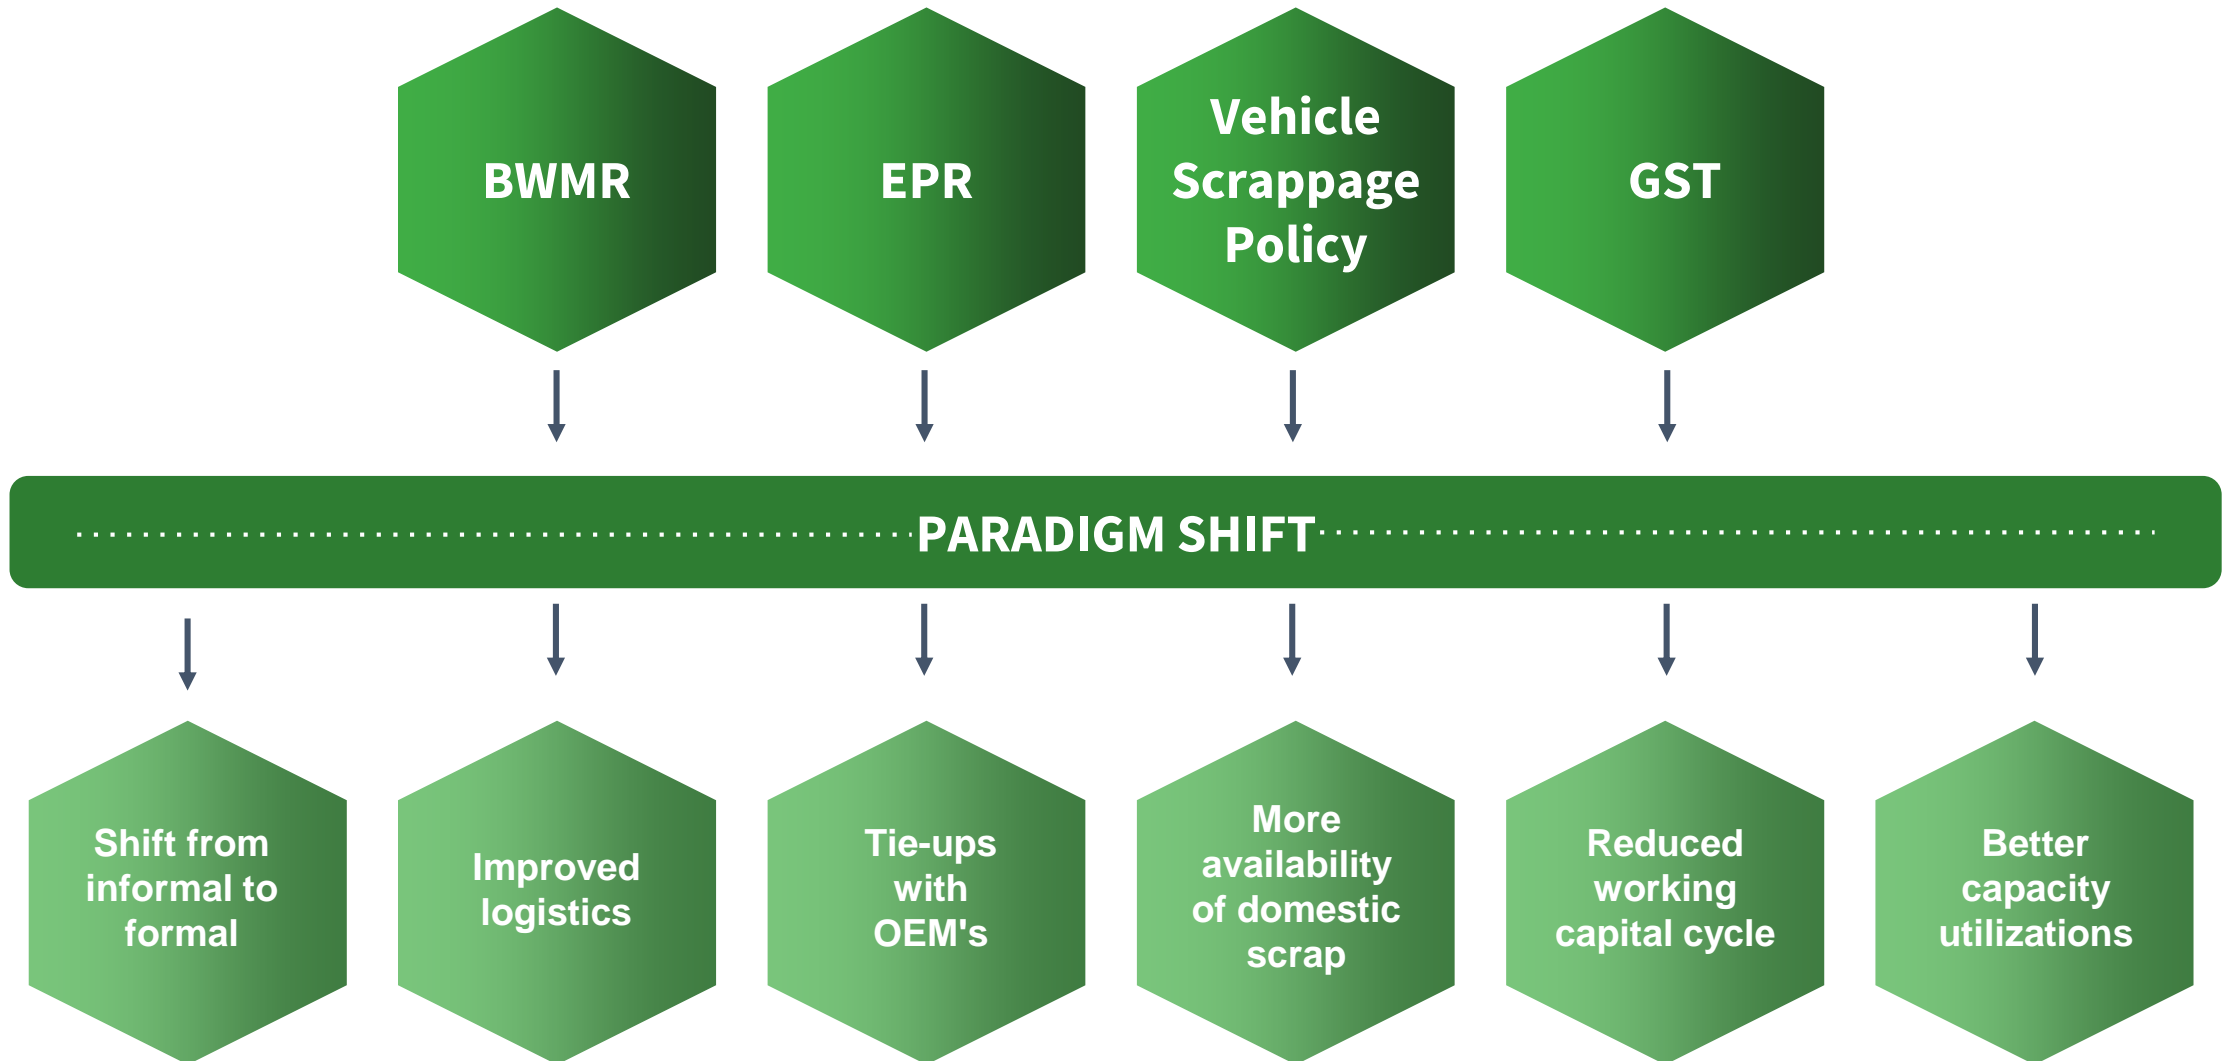 BWMR
EPR
Vehicle
Scrappage
Policy
GST
PARADIGM SHIFT
Shift from
informal to
formal
Improved
logistics
Tie-ups
with
OEM's
More
availability
of domestic
scrap
Reduced
working
capital cycle
Better
capacity
utilizations